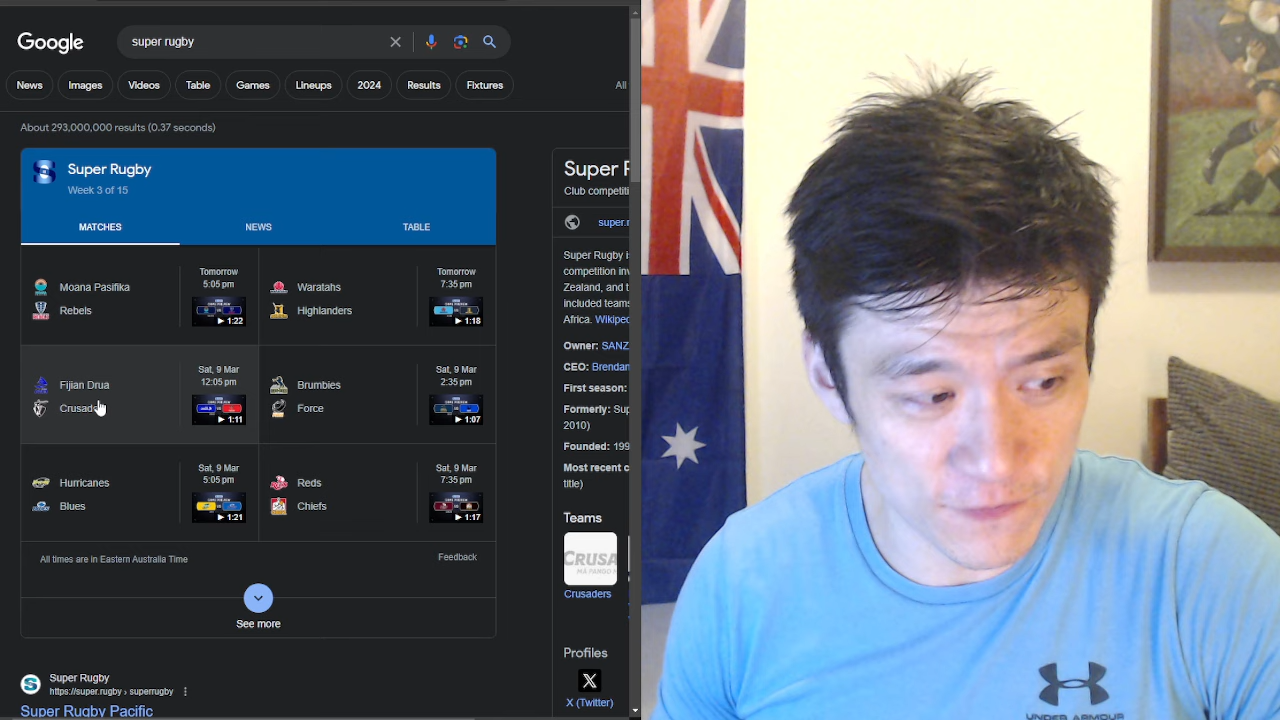 Google
super rugby
News
Images
Videos
Table
Games
Lineups
2024
Results
Fixtures
All
About 293,000,000 results (0.37 seconds)
Super Rugby
Week 3 of 15
MATCHES
NEWS
TABLE
Moana Pasifika
Rebels
Tomorrow
5:05 pm
1:22
Waratahs
Highlanders
Tomorrow
7:35 pm
1:18
Fijian Drua
Crusad
Sat, 9 Mar
12:05 pm
1:11
Brumbies
Force
Sat, 9 Mar
2:35 pm
1:07
Hurricanes
Blues
Sat, 9 Mar
5:05 pm
1:21
Reds
Chiefs
Sat, 9 Mar
7:35 pm
1:17
All times are in Eastern Australia Time
Feedback
See more
Super Rugby
https://super.rugby › superrugby
Super Rugby Pacific
Super R
Club competiti
super.r
Super Rugby i
competition inv
Zealand, and t
included teams
Africa. Wikiped
Owner: SANZ
CEO: Brendan
First season:
Formerly: Sup
2010)
Founded: 199
Most recent c
title)
Teams
CRUSA
Crusaders
Profiles
X (Twitter)
UNDER ARMOUR